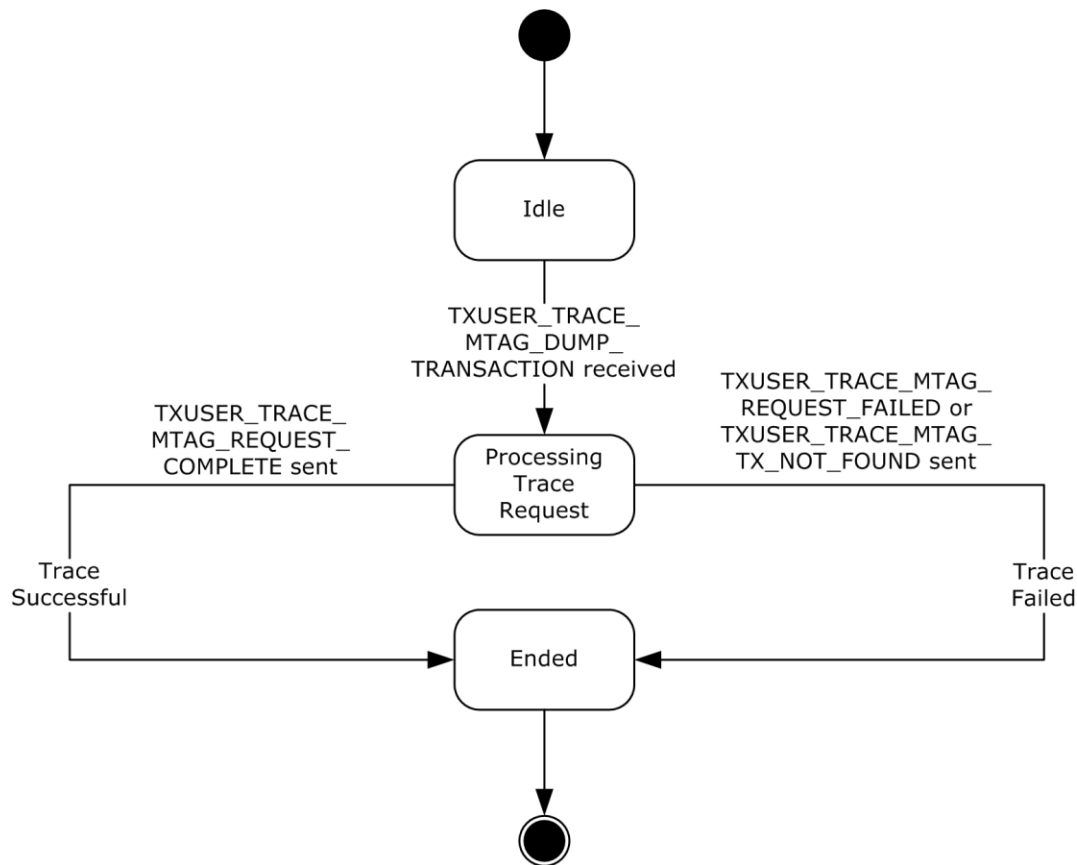 Idle
TXUSER_TRACE_
MTAG_DUMP_
TRANSACTION received
TXUSER_TRACE_
MTAG_REQUEST_
COMPLETE sent
Processing
Trace
Request
TXUSER_TRACE_MTAG_
REQUEST_FAILED or
TXUSER_TRACE_MTAG_
TX_NOT_FOUND sent
Trace
Successful
Trace
Failed
Ended